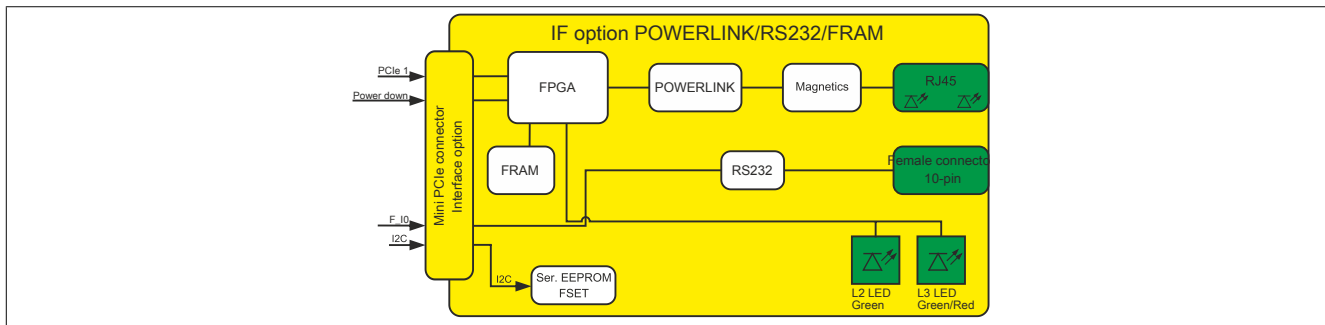 IF option POWERLINK/RS232/FRAM
PCIe 1
Power down
F_I0
I2C
Mini PCIe connector
Interface option
FPGA
POWERLINK
Magnetics
RJ45
FRAM
RS232
Female connecto
10-pin
I2C
Ser. EEPROM
FSET
L2 LED
Green
L3 LED
Green/Red